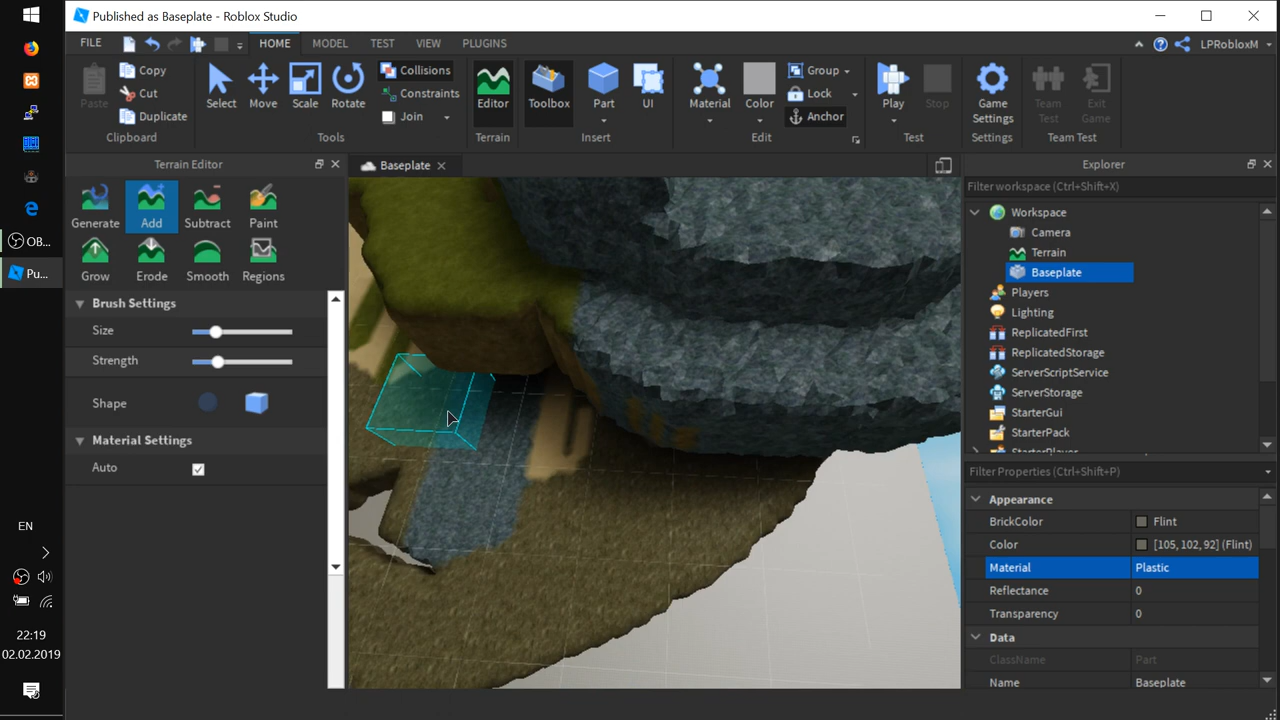 Published as Baseplate - Roblox Studio
FILE HOME MODEL TEST VIEW PLUGINS LPRobloxM
Paste Copy Cut Duplicate
Clipboard
Select Move Scale Rotate Collisions Constraints Join
Tools
Editor
Terrain
Toolbox Part UI
Insert
Material Color Group Lock Anchor
Edit
Play Stop
Test
Game Settings
Settings
Team Test Exit Game
Team Test
Terrain Editor
Generate Add Subtract Paint
Grow Erode Smooth Regions
Brush Settings
Size
Strength
Shape
Material Settings
Auto
Baseplate
Explorer
Filter workspace (Ctrl+Shift+X)
Workspace
Camera
Terrain
Baseplate
Players
Lighting
ReplicatedFirst
ReplicatedStorage
ServerScriptService
ServerStorage
StarterGui
StarterPack
StarterPlayer
Filter Properties (Ctrl+Shift+P)
Appearance
BrickColor Flint
Color [105, 102, 92] (Flint)
Material Plastic
Reflectance 0
Transparency 0
Data
ClassName Part
Name Baseplate
OB...
Pu...
EN
22:19
02.02.2019